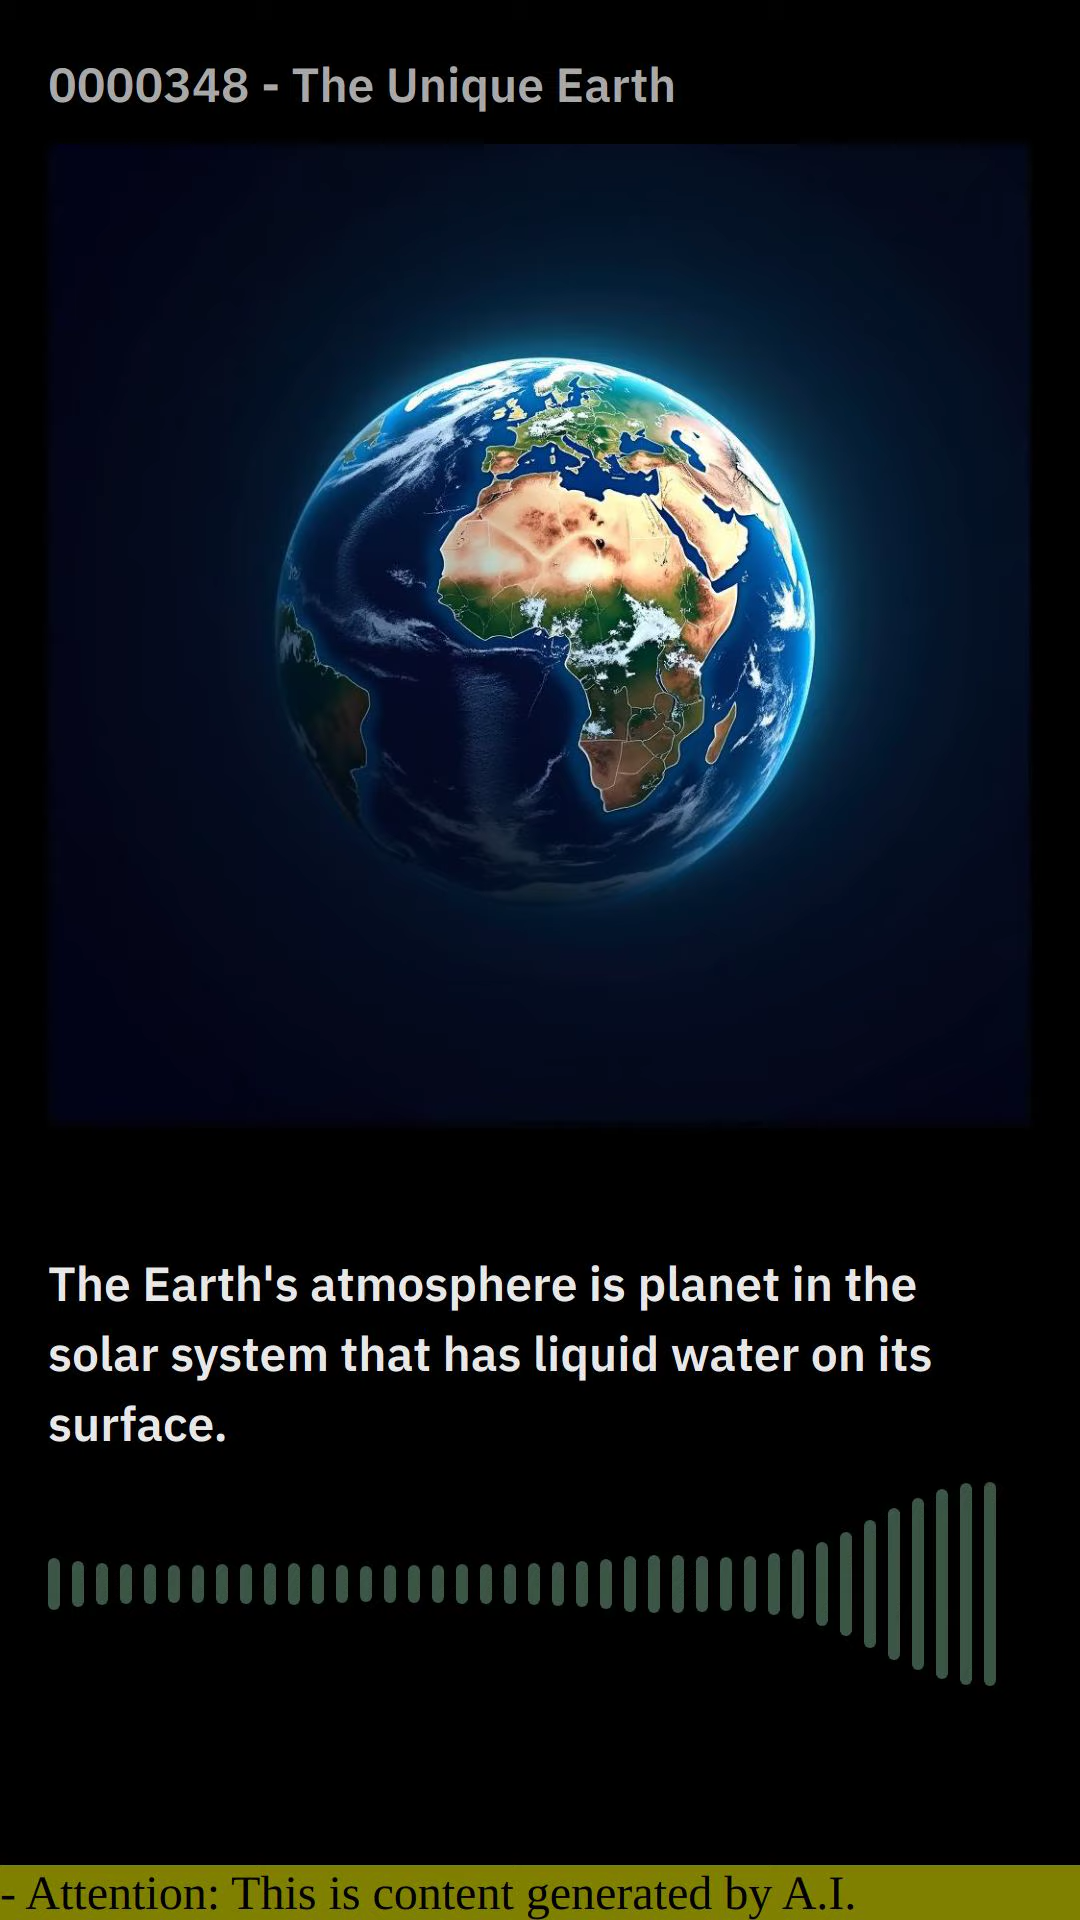 0000348 - The Unique Earth
The Earth's atmosphere is planet in the
solar system that has liquid water on its
surface.
- Attention: This is content generated by A.I.